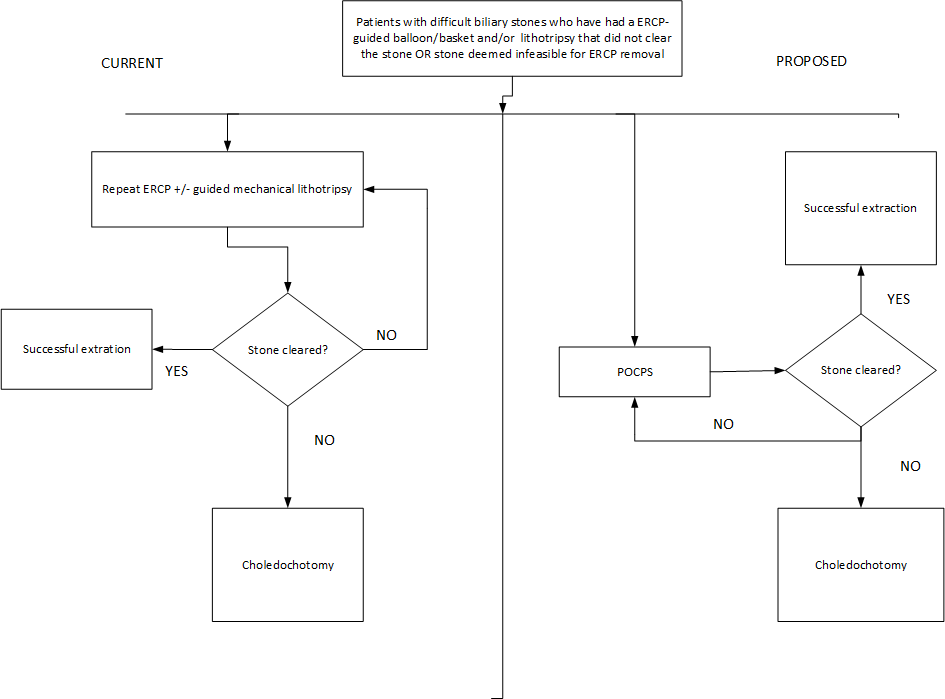 Patients with difficult biliary stones who have had a ERCP-
guided balloon/basket and/or lithotripsy that did not clear
the stone OR stone deemed infeasible for ERCP removal
CURRENT
PROPOSED
Repeat ERCP +/- guided mechanical lithotripsy
Successful extration
YES
Stone cleared?
NO
NO
Choledochotomy
Successful extraction
YES
POCPS
Stone cleared?
NO
NO
Choledochotomy